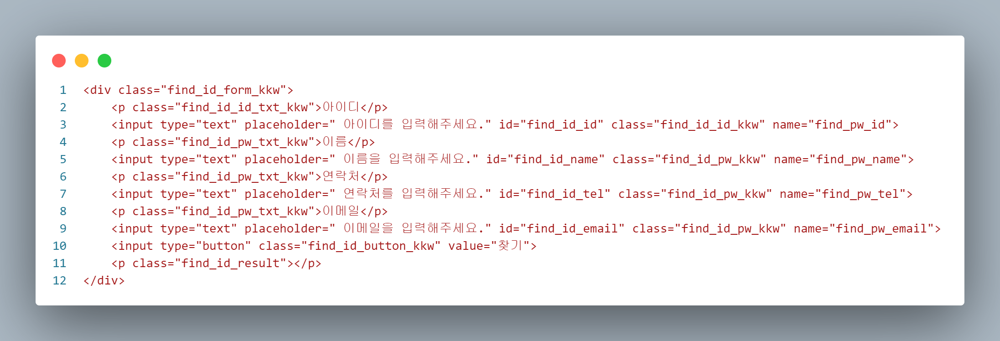 1 <div class="find_id_form_kkw">
2 <p class="find_id_id_txt_kkw">아이디</p>
3 <input type="text" placeholder=" 아이디를 입력해주세요." id="find_id_id" class="find_id_id_kkw" name="find_pw_id">
4 <p class="find_id_pw_txt_kkw">이름</p>
5 <input type="text" placeholder=" 이름을 입력해주세요." id="find_id_name" class="find_id_pw_kkw" name="find_pw_name">
6 <p class="find_id_pw_txt_kkw">연락처</p>
7 <input type="text" placeholder=" 연락처를 입력해주세요." id="find_id_tel" class="find_id_pw_kkw" name="find_pw_tel">
8 <p class="find_id_pw_txt_kkw">이메일</p>
9 <input type="text" placeholder=" 이메일을 입력해주세요." id="find_id_email" class="find_id_pw_kkw" name="find_pw_email">
10 <input type="button" class="find_id_button_kkw" value="찾기">
11 <p class="find_id_result"></p>
12 </div>